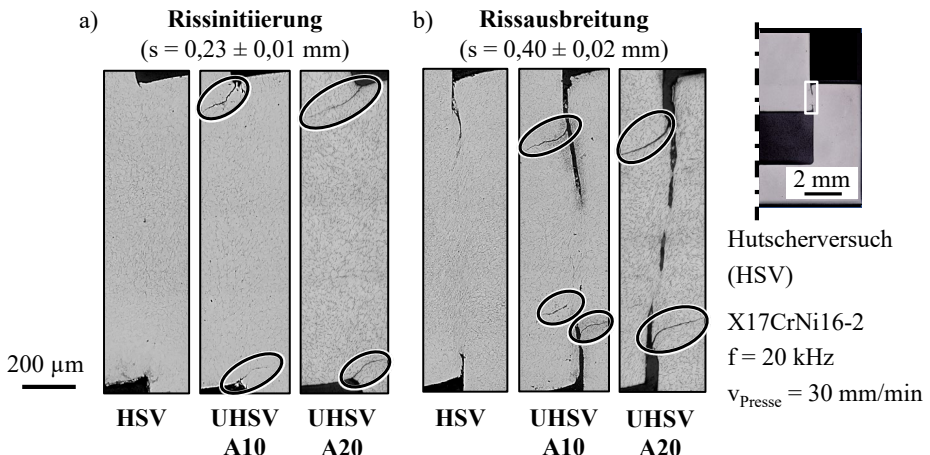 a)
Rissinitiierung
(s = 0,23 ± 0,01 mm)
b)
Rissausbreitung
(s = 0,40 ± 0,02 mm)
2 mm
Hutscherversuch
(HSV)
X17CrNi16-2
f = 20 kHz
vPresse = 30 mm/min
200 µm
HSV
UHSV
A10
UHSV
A20
HSV
UHSV
A10
UHSV
A20